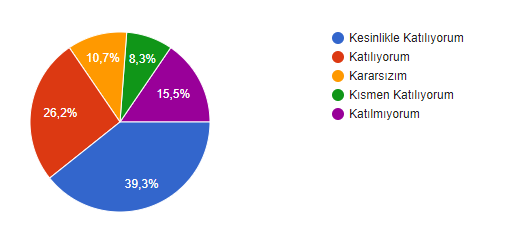 10,7%
8,3%
15,5%
26,2%
39,3%
Kesinlikle Katılıyorum
Katılıyorum
Kararsızım
Kısmen Katılıyorum
Katılmıyorum